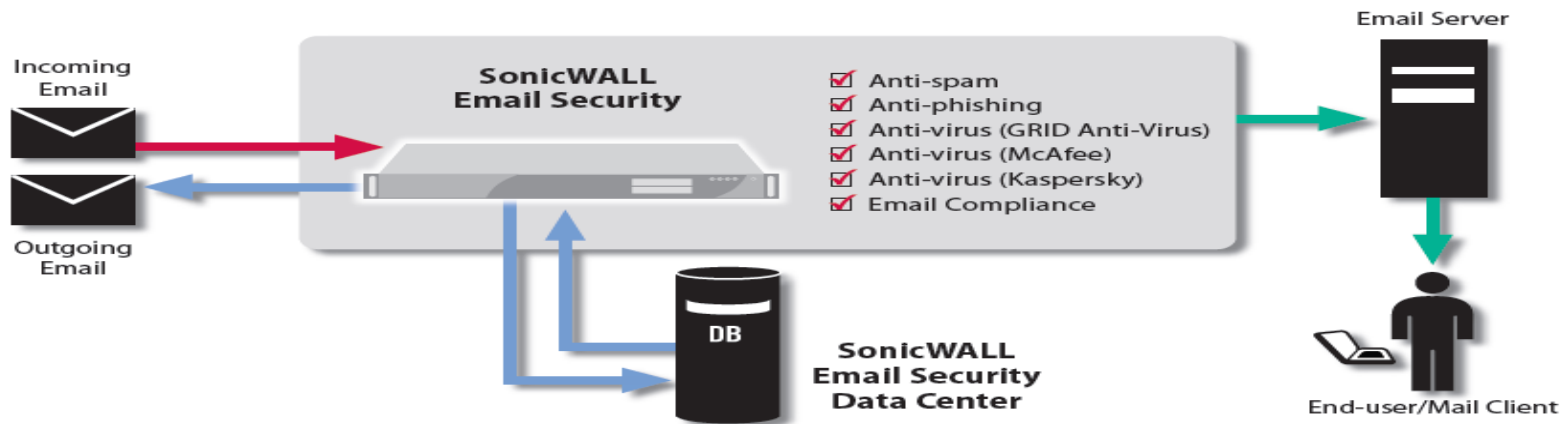 Incoming
Email
Outgoing
Email
SonicWALL
Email Security
Anti-spam
Anti-phishing
Anti-virus (GRID Anti-Virus)
Anti-virus (McAfee)
Anti-virus (Kaspersky)
Email Compliance
DB
SonicWALL
Email Security
Data Center
Email Server
End-user/Mail Client